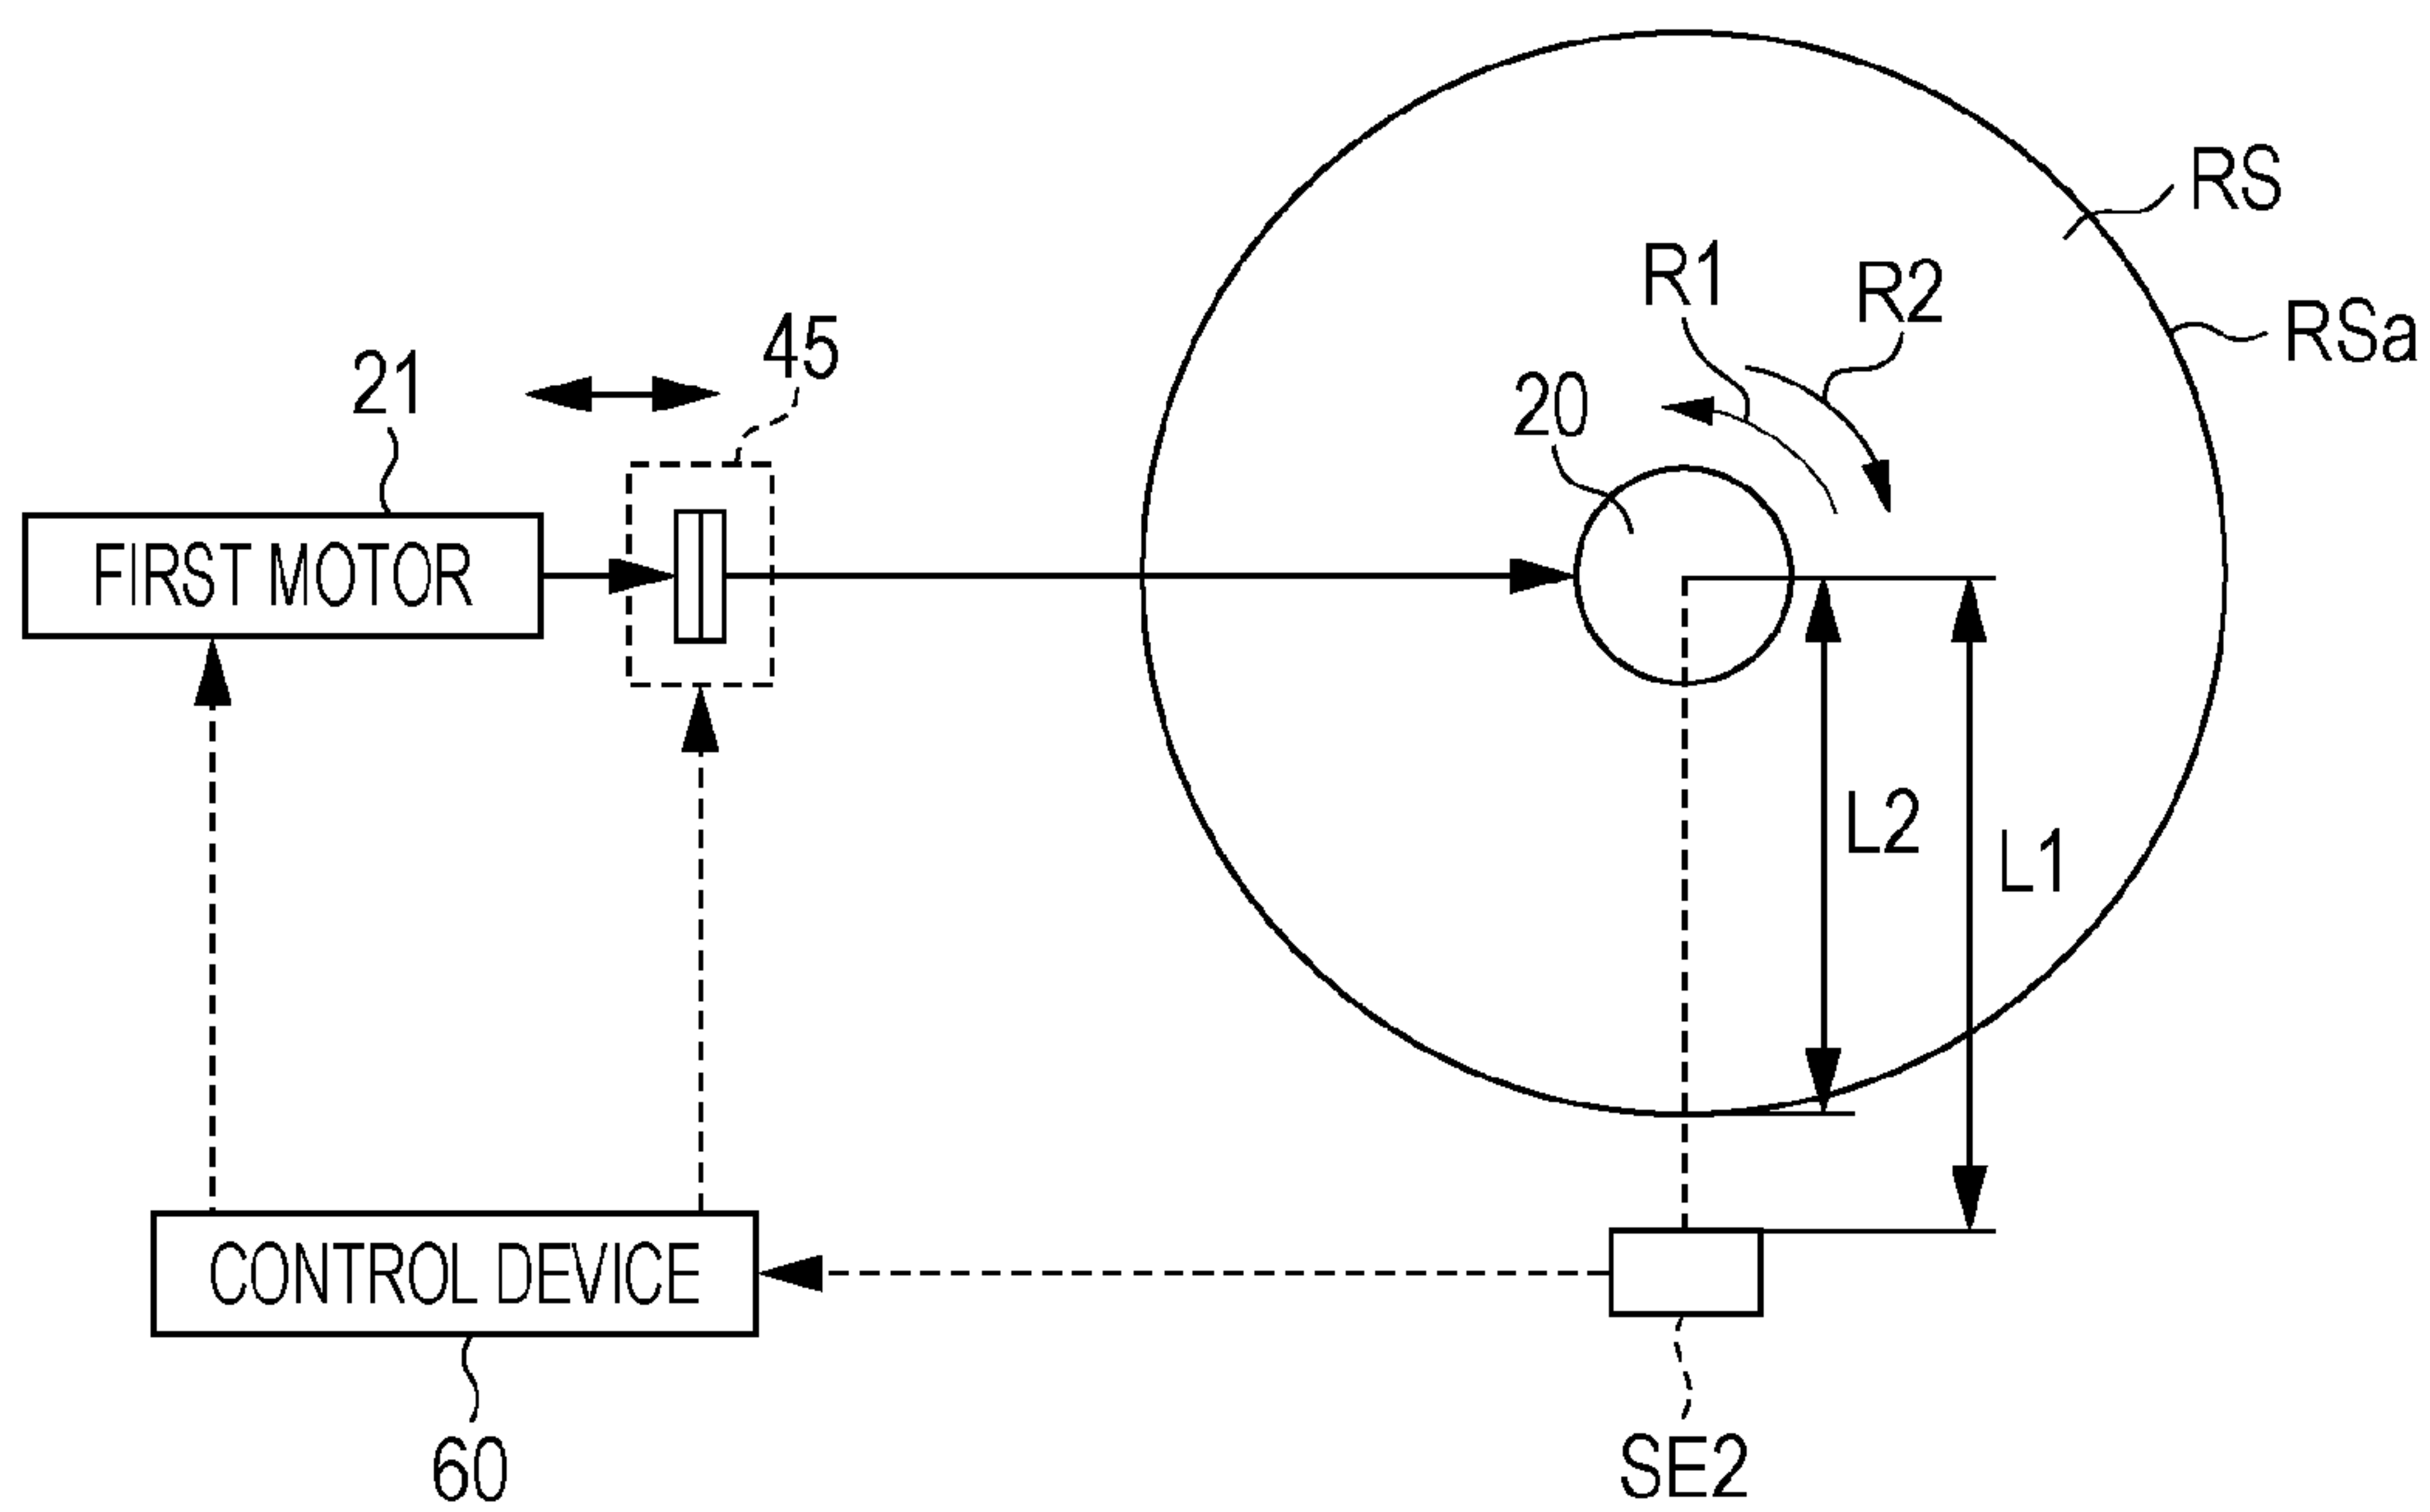 RS
R1
R2
RSa
45
21
20
FIRST MOTOR
L2
L1
CONTROL DEVICE
60
SE2